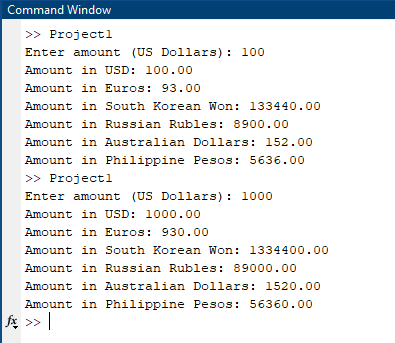 Command Window
>> Project1
Enter amount (US Dollars): 100
Amount in USD: 100.00
Amount in Euros: 93.00
Amount in South Korean Won: 133440.00
Amount in Russian Rubles: 8900.00
Amount in Australian Dollars: 152.00
Amount in Philippine Pesos: 5636.00
>> Project1
Enter amount (US Dollars): 1000
Amount in USD: 1000.00
Amount in Euros: 930.00
Amount in South Korean Won: 1334400.00
Amount in Russian Rubles: 89000.00
Amount in Australian Dollars: 1520.00
Amount in Philippine Pesos: 56360.00
fx >>